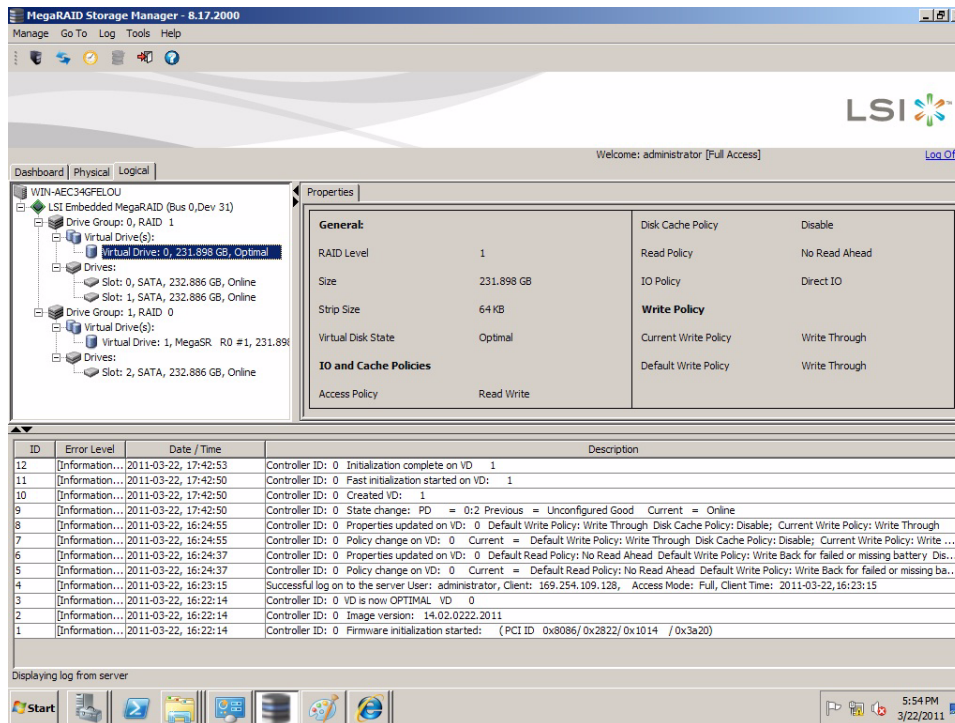 MegaRAID Storage Manager - 8.17.2000
Manage Go To Log Tools Help
LSI
Welcome: administrator [Full Access]
Log Of
Dashboard Physical Logical
WIN-AEC34GFELOU
LSI Embedded MegaRAID (Bus 0,Dev 31)
Drive Group: 0, RAID 1
Virtual Drive(s):
Virtual Drive: 0, 231.898 GB, Optimal
Drives:
Slot: 0, SATA, 232.886 GB, Online
Slot: 1, SATA, 232.886 GB, Online
Drive Group: 1, RAID 0
Virtual Drive(s):
Virtual Drive: 1, MegaSR R0 #1, 231.898
Drives:
Slot: 2, SATA, 232.886 GB, Online
Properties
General:
RAID Level 1
Size 231.898 GB
Strip Size 64 KB
Virtual Disk State Optimal
IO and Cache Policies
Access Policy Read Write
Disk Cache Policy Disable
Read Policy No Read Ahead
IO Policy Direct IO
Write Policy
Current Write Policy Write Through
Default Write Policy Write Through
ID Error Level Date / Time Description
12 [Information... 2011-03-22, 17:42:53 Controller ID: 0 Initialization complete on VD 1
11 [Information... 2011-03-22, 17:42:50 Controller ID: 0 Fast initialization started on VD: 1
10 [Information... 2011-03-22, 17:42:50 Controller ID: 0 Created VD: 1
9 [Information... 2011-03-22, 17:42:50 Controller ID: 0 State change: PD = 0:2 Previous = Unconfigured Good Current = Online
8 [Information... 2011-03-22, 16:24:55 Controller ID: 0 Properties updated on VD: 0 Default Write Policy: Write Through Disk Cache Policy: Disable; Current Write Policy: Write Through
7 [Information... 2011-03-22, 16:24:55 Controller ID: 0 Policy change on VD: 0 Current = Default Write Policy: Write Through Disk Cache Policy: Disable; Current Write Policy: Write ...
6 [Information... 2011-03-22, 16:24:37 Controller ID: 0 Properties updated on VD: 0 Default Read Policy: No Read Ahead Default Write Policy: Write Back for failed or missing battery Dis...
5 [Information... 2011-03-22, 16:24:37 Controller ID: 0 Policy change on VD: 0 Current = Default Read Policy: No Read Ahead Default Write Policy: Write Back for failed or missing ba...
4 [Information... 2011-03-22, 16:23:15 Successful log on to the server User: administrator, Client: 169.254.109.128, Access Mode: Full, Client Time: 2011-03-22,16:23:15
3 [Information... 2011-03-22, 16:22:14 Controller ID: 0 VD is now OPTIMAL VD 0
2 [Information... 2011-03-22, 16:22:14 Controller ID: 0 Image version: 14.02.0222.2011
1 [Information... 2011-03-22, 16:22:14 Controller ID: 0 Firmware initialization started: (PCI ID 0x8086/ 0x2822/ 0x1014 / 0x3a20)
Displaying log from server
Start
5:54 PM
3/22/2011